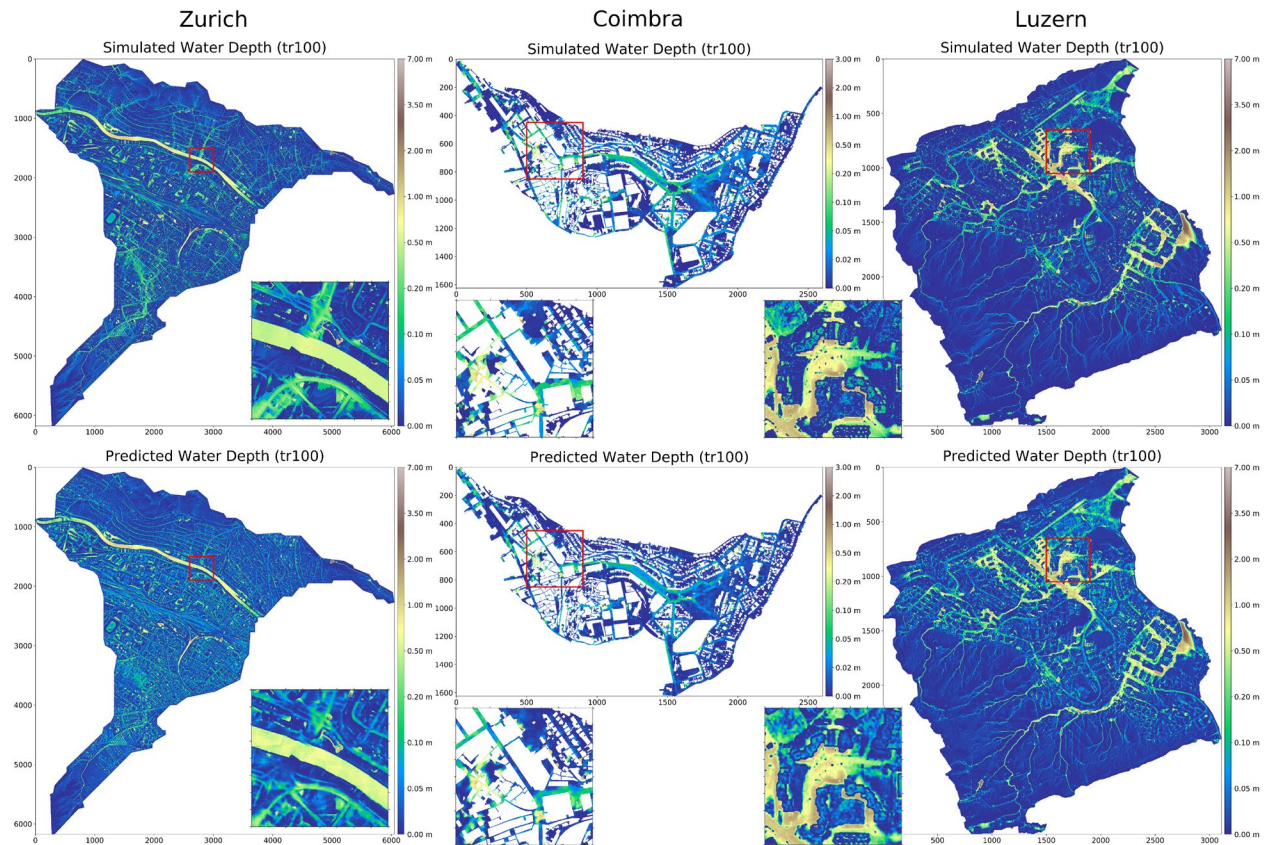 Zurich
Coimbra
Luzern
Simulated Water Depth (tr100)
Simulated Water Depth (tr100)
Simulated Water Depth (tr100)
0
1000
2000
3000
4000
5000
6000
0 1000 2000 3000 4000 5000 6000
7.00 m
3.50 m
2.00 m
1.00 m
0.50 m
0.20 m
0.10 m
0.05 m
0.00 m
0
200
400
600
800
1000
1200
1400
1600
0 500 1000 1500 2000 2500
3.00 m
2.00 m
1.00 m
0.50 m
0.20 m
0.10 m
0.05 m
0.02 m
0.00 m
0
500
1000
1500
2000
500 1000 1500 2000 2500 3000
7.00 m
3.50 m
2.00 m
1.00 m
0.50 m
0.20 m
0.10 m
0.05 m
0.00 m
Predicted Water Depth (tr100)
Predicted Water Depth (tr100)
Predicted Water Depth (tr100)
0
1000
2000
3000
4000
5000
6000
0 1000 2000 3000 4000 5000 6000
7.00 m
3.50 m
2.00 m
1.00 m
0.50 m
0.20 m
0.10 m
0.05 m
0.00 m
0
200
400
600
800
1000
1200
1400
1600
0 500 1000 1500 2000 2500
3.00 m
2.00 m
1.00 m
0.50 m
0.20 m
0.10 m
0.05 m
0.02 m
0.00 m
0
500
1000
1500
2000
500 1000 1500 2000 2500 3000
7.00 m
3.50 m
2.00 m
1.00 m
0.50 m
0.20 m
0.10 m
0.05 m
0.00 m